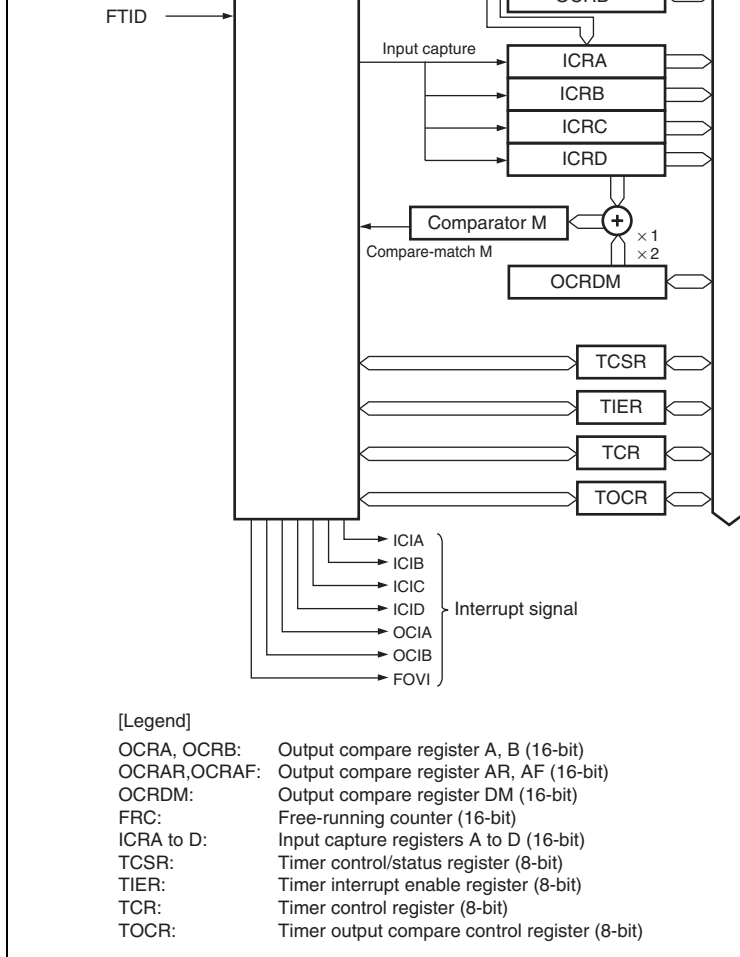 FTID
Input capture
ICRA
ICRB
ICRC
ICRD
Comparator M
+
×1
×2
Compare-match M
OCRDM
TCSR
TIER
TCR
TOCR
ICIA
ICIB
ICIC
ICID
Interrupt signal
OCIA
OCIB
FOVI
[Legend]
OCRA, OCRB: Output compare register A, B (16-bit)
OCRAR,OCRAF: Output compare register AR, AF (16-bit)
OCRDM: Output compare register DM (16-bit)
FRC: Free-running counter (16-bit)
ICRA to D: Input capture registers A to D (16-bit)
TCSR: Timer control/status register (8-bit)
TIER: Timer interrupt enable register (8-bit)
TCR: Timer control register (8-bit)
TOCR: Timer output compare control register (8-bit)